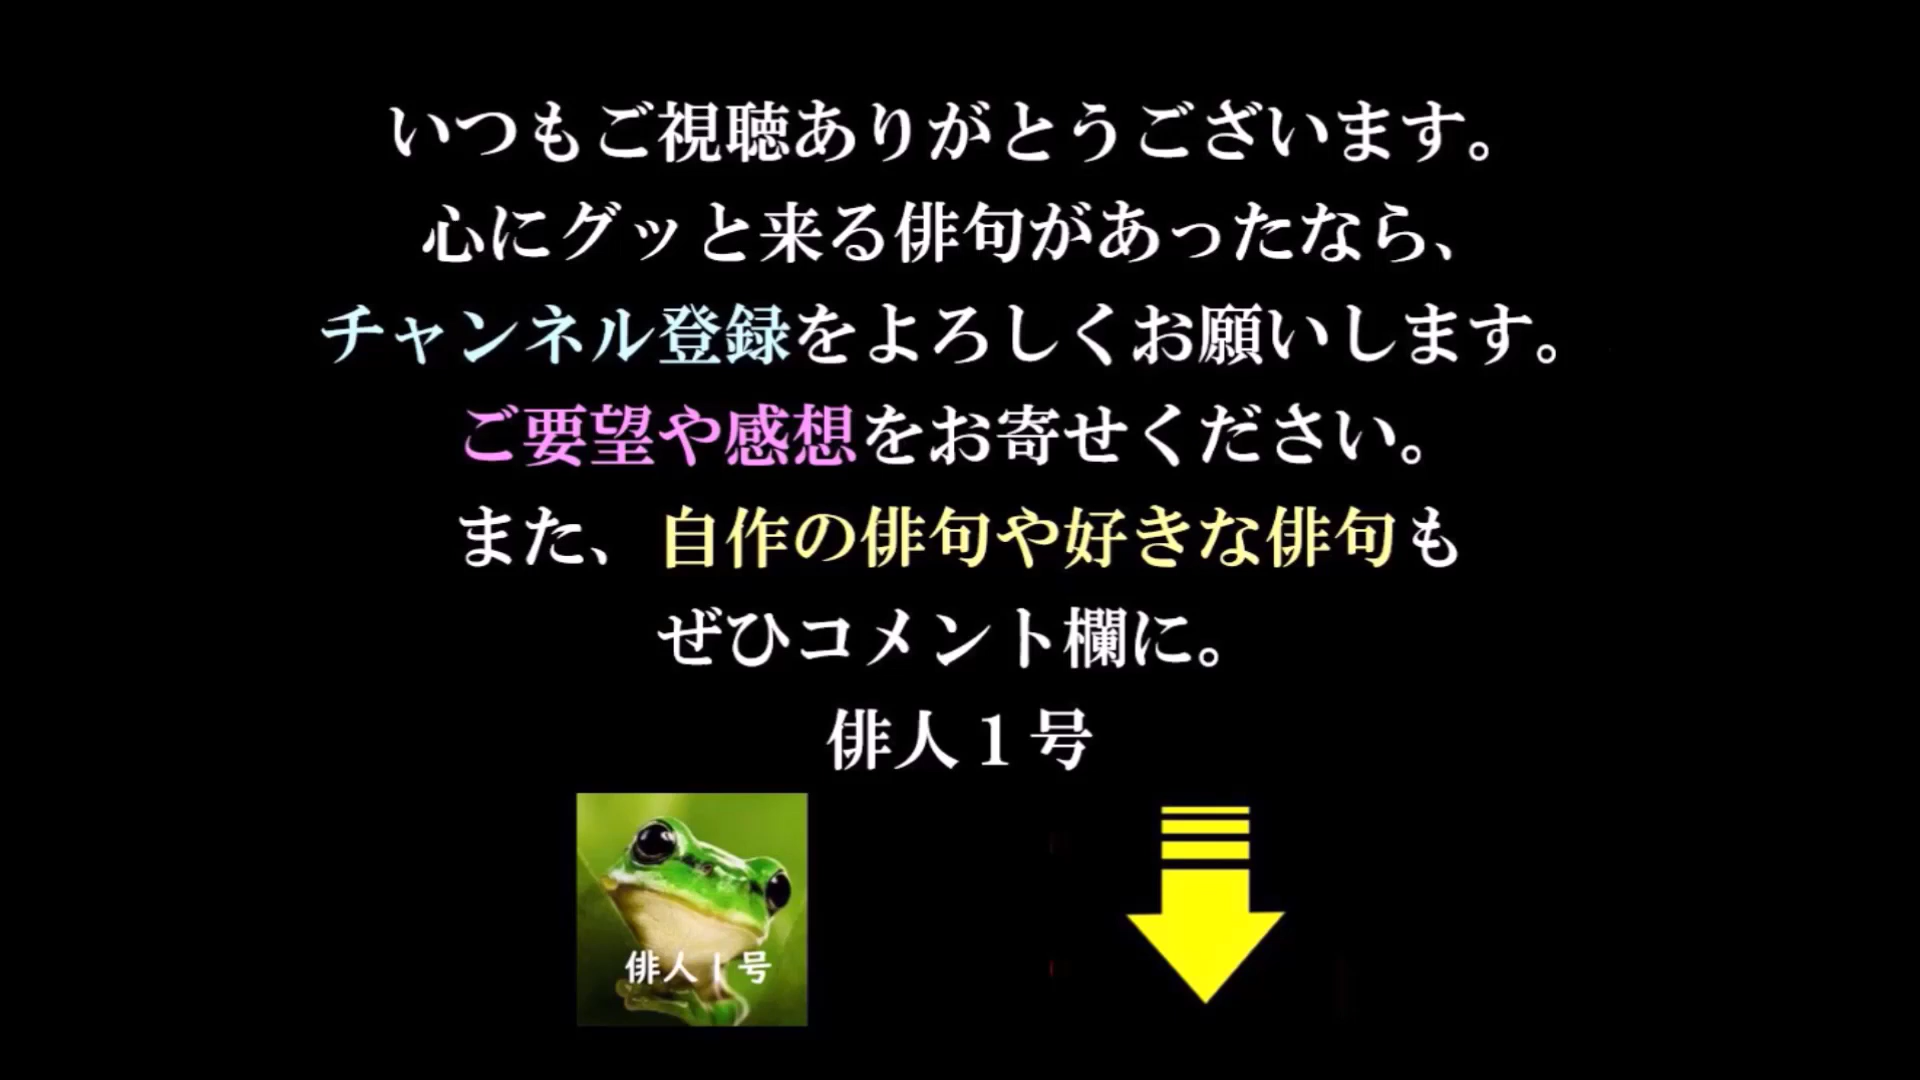 いつもご視聴ありがとうございます。
心にグッと来る俳句があったなら、
チャンネル登録をよろしくお願いします。
ご要望や感想をお寄せください。
また、自作の俳句や好きな俳句も
ぜひコメント欄に。
俳人１号
俳人１号